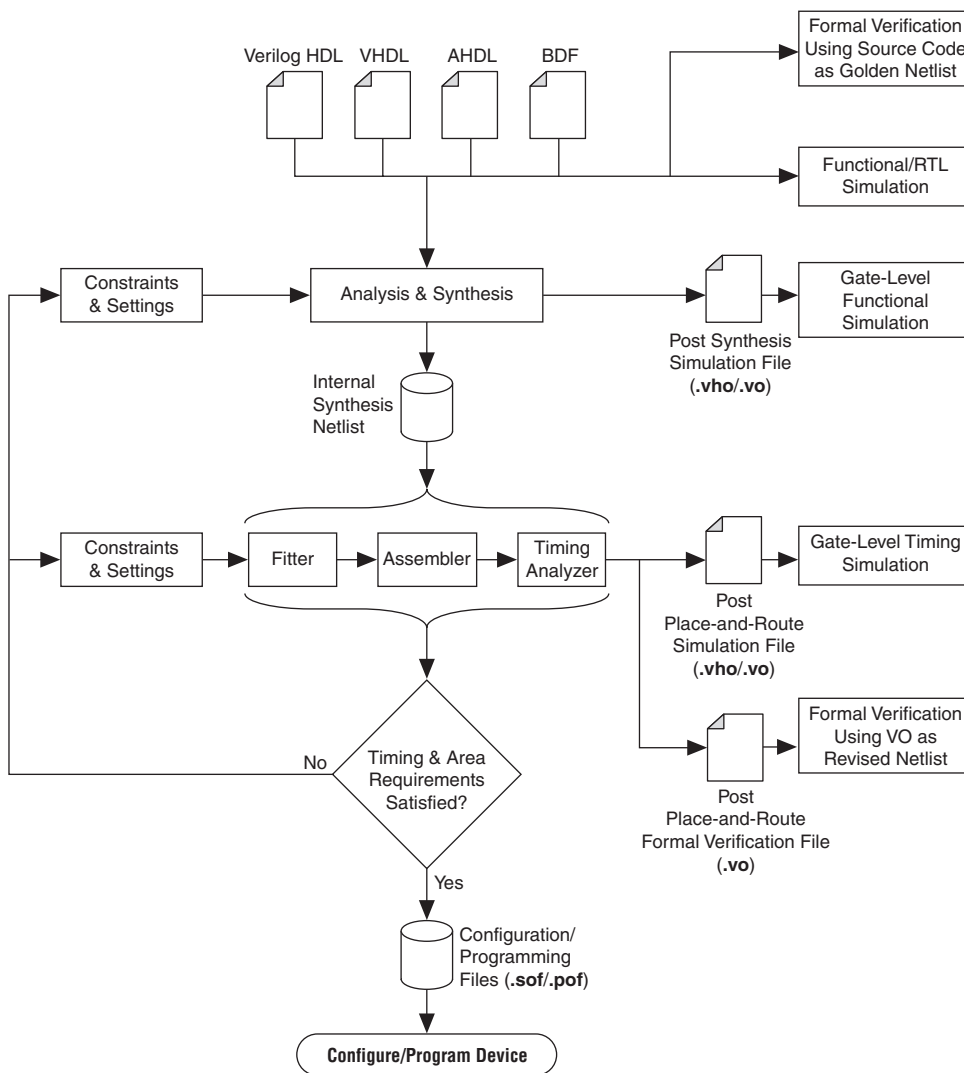 Verilog HDL
VHDL
AHDL
BDF
Formal Verification
Using Source Code
as Golden Netlist
Functional/RTL
Simulation
Constraints
& Settings
Analysis & Synthesis
Post Synthesis
Simulation File
(.vho/.vo)
Gate-Level
Functional
Simulation
Internal
Synthesis
Netlist
Constraints
& Settings
Fitter
Assembler
Timing
Analyzer
Post
Place-and-Route
Simulation File
(.vho/.vo)
Gate-Level Timing
Simulation
No
Timing & Area
Requirements
Satisfied?
Post
Place-and-Route
Formal Verification File
(.vo)
Formal Verification
Using VO as
Revised Netlist
Yes
Configuration/
Programming
Files (.sof/.pof)
Configure/Program Device